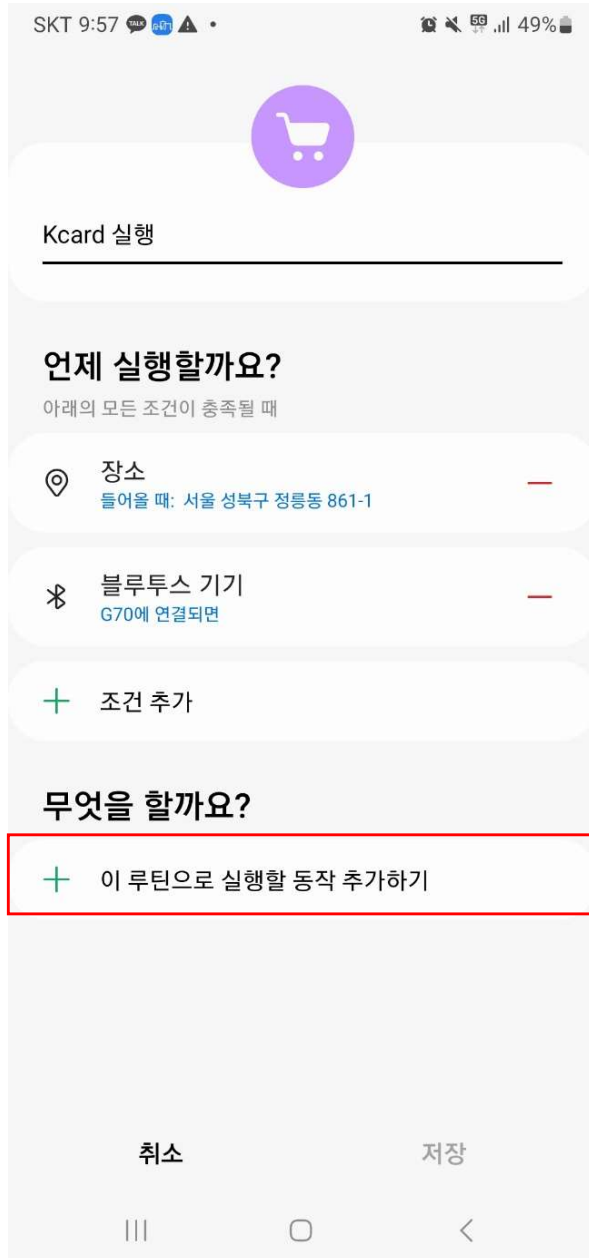 SKT 9:57
5G 49%
Kcard 실행
언제 실행할까요?
아래의 모든 조건이 충족될 때
장소
들어올 때: 서울 성북구 정릉동 861-1
블루투스 기기
G70에 연결되면
조건 추가
무엇을 할까요?
이 루틴으로 실행할 동작 추가하기
취소
저장